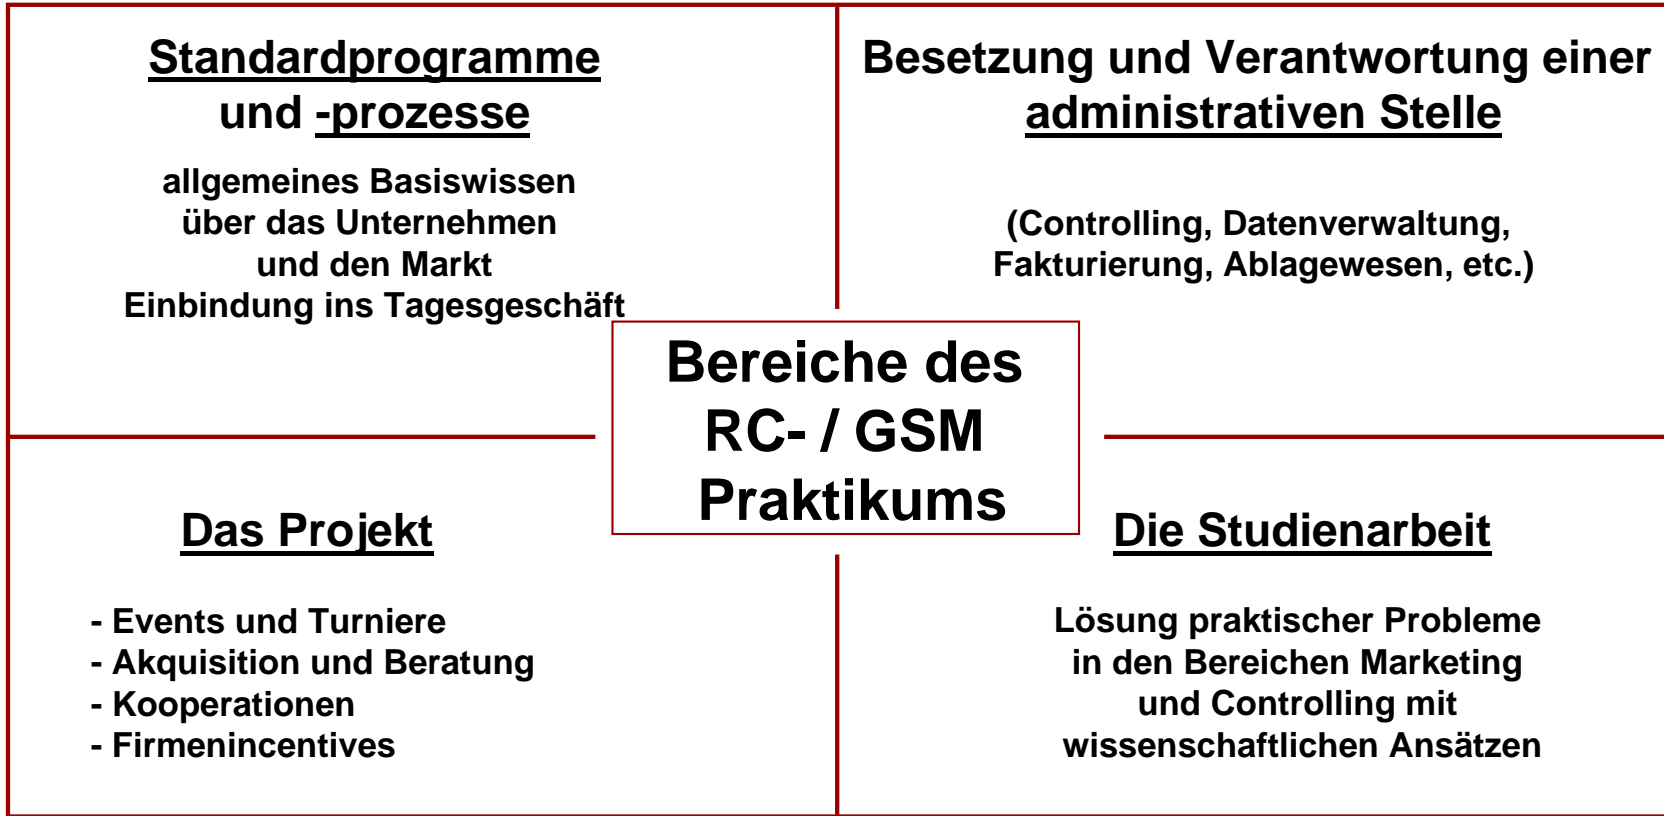 Standardprogramme
und -prozesse
allgemeines Basiswissen
über das Unternehmen
und den Markt
Einbindung ins Tagesgeschäft
Besetzung und Verantwortung einer
administrativen Stelle
(Controlling, Datenverwaltung,
Fakturierung, Ablagewesen, etc.)
Bereiche des
RC- / GSM
Praktikums
Das Projekt
- Events und Turniere
- Akquisition und Beratung
- Kooperationen
- Firmenincentives
Die Studienarbeit
Lösung praktischer Probleme
in den Bereichen Marketing
und Controlling mit
wissenschaftlichen Ansätzen